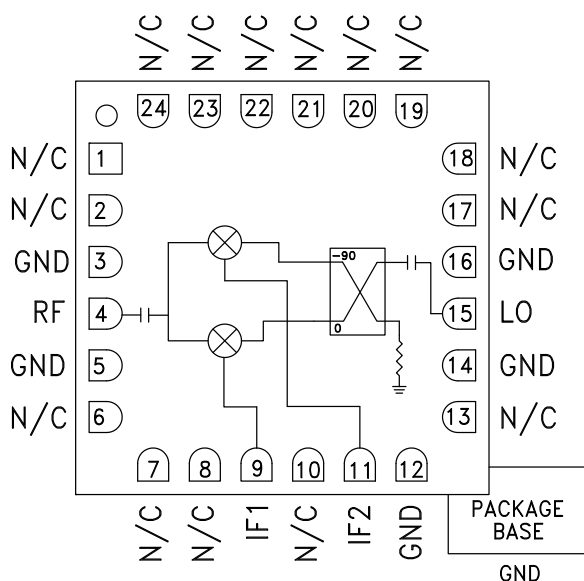 N/C N/C N/C N/C N/C N/C
24 23 22 21 20 19
N/C 1 18 N/C
N/C 2 17 N/C
GND 3 16 GND
-90
RF 4 15 LO
0
GND 5 14 GND
N/C 6 13 N/C
7 8 9 10 11 12
N/C N/C IF1 N/C IF2 GND
PACKAGE
BASE
GND